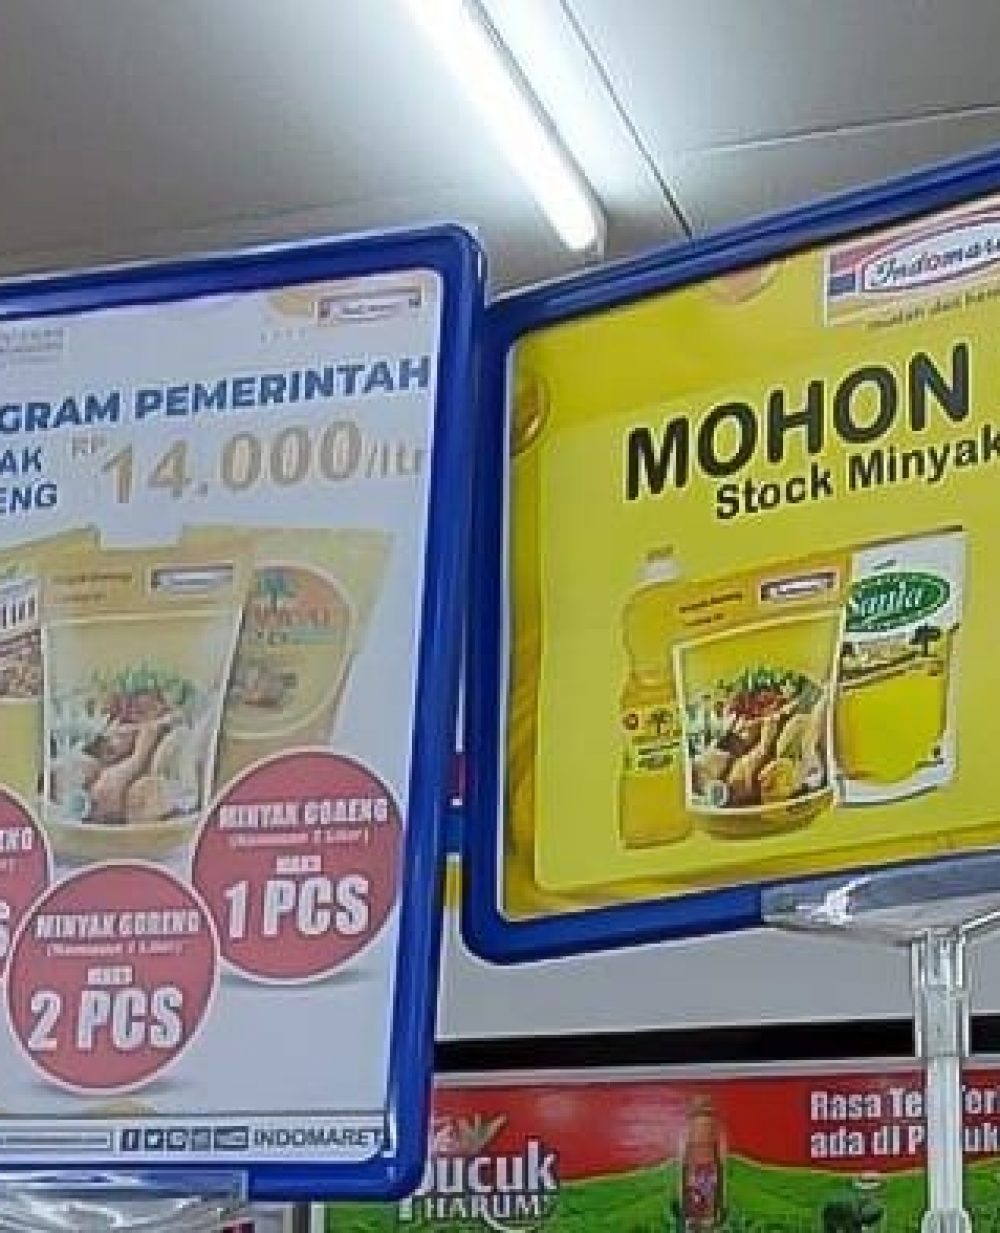 GRAM PEMERINTAH
AK
ENG
RP 14.000/ltr
MINYAK GORENG
MAKS
1 PCS
MINYAK GORENG
MAKS
2 PCS
INDOMARET
Indomaret
MOHON
Stock Minyak
Sania
Pucuk
HARUM
Rasa Te
ada di P